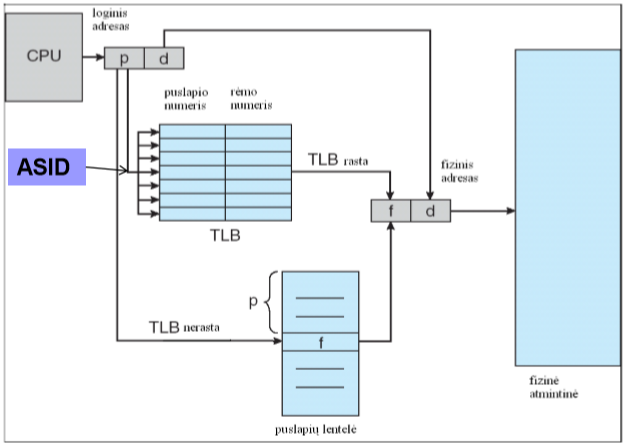 loginis
adresas
CPU
p
d
puslapio
numeris
rėmo
numeris
ASID
TLB rasta
fizinis
adresas
f
d
TLB
p
TLB nerasta
f
fizinė
atmintinė
puslapių lentelė